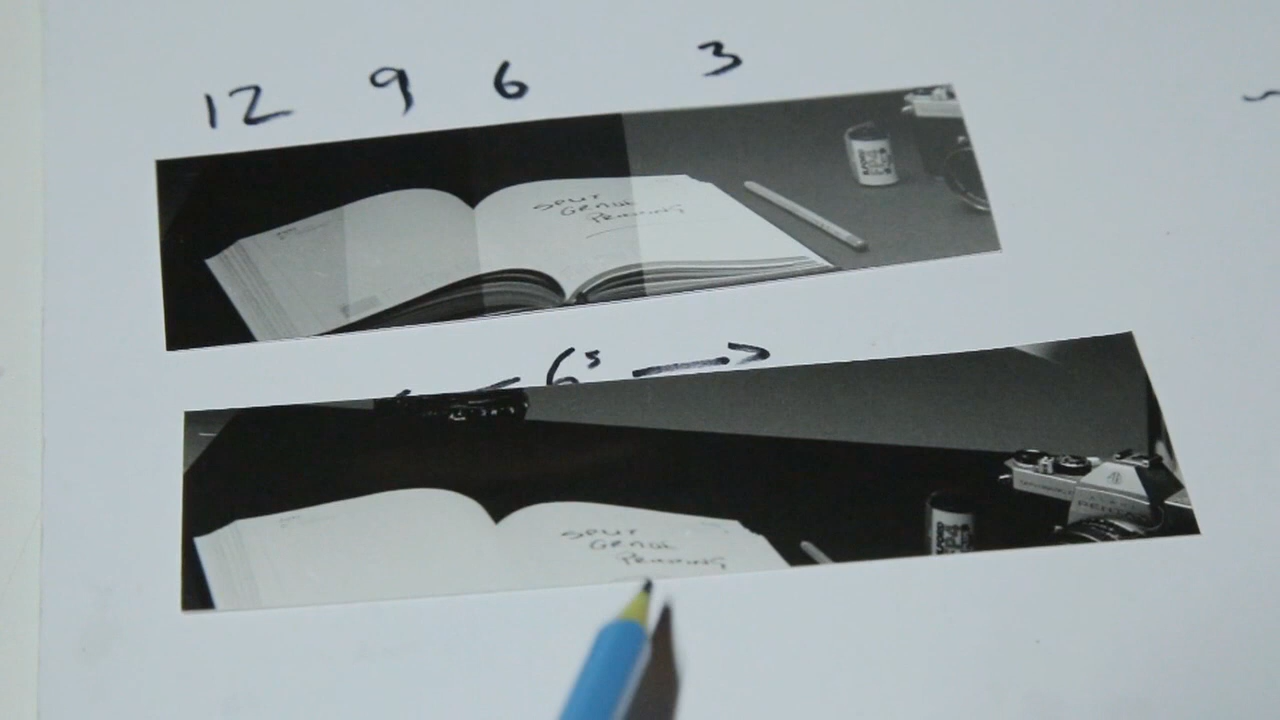 12 9 6 3
SPLIT
GRADE
PRINTING
6s
SPLIT
GRADE
PRINTING